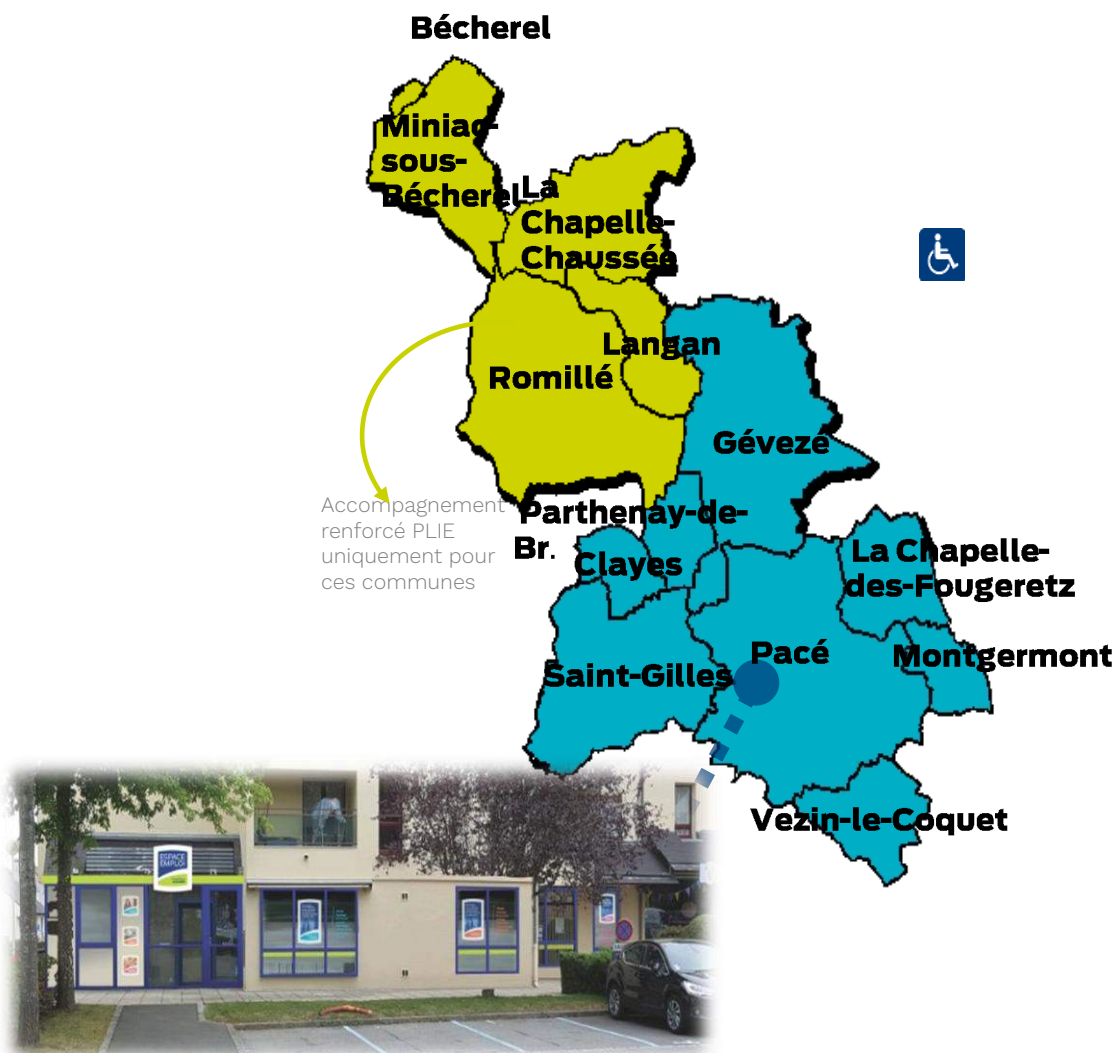 Bécherel
Miniac-
sous-
Bécherel
La
Chapelle-
Chaussée
Langan
Romillé
Gévezé
Accompagnement
renforcé PLIE
uniquement pour
ces communes
Parthenay-de-
Br.
Clayes
La Chapelle-
des-Fougeretz
Pacé
Montgermont
Saint-Gilles
Vezin-le-Coquet
ESPACE
EMPLOI